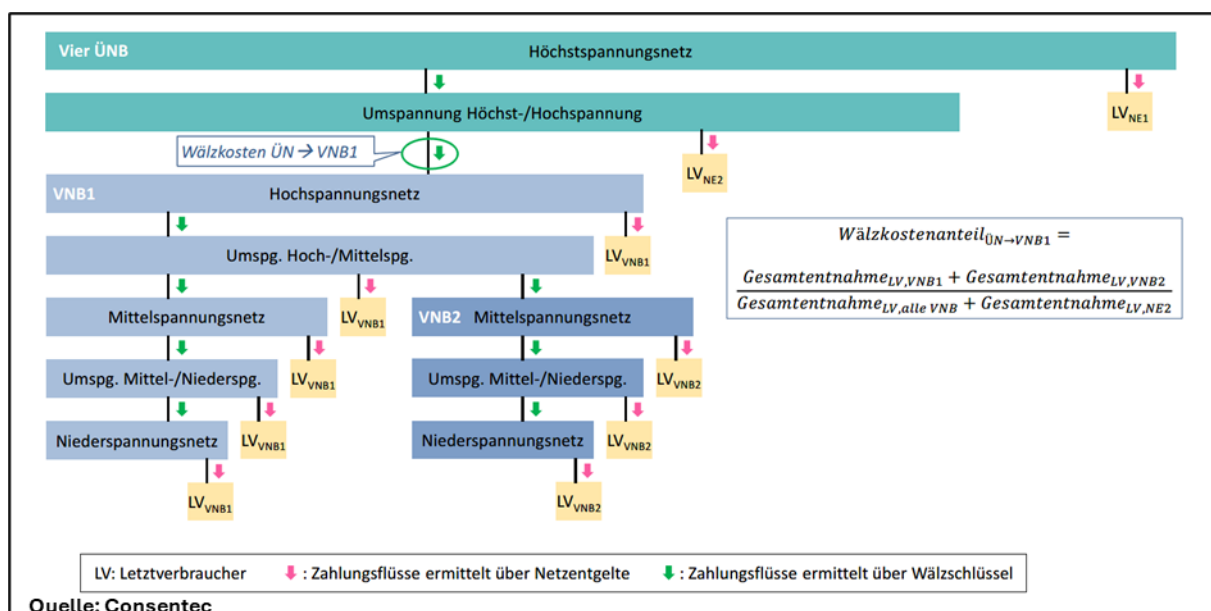 Vier ÜNB
Höchstspannungsnetz
Umspannung Höchst-/Hochspannung
LV_NE1
Wälzkosten ÜN → VNB1
LV_NE2
VNB1
Hochspannungsnetz
Umspg. Hoch-/Mittelspg.
LV_VNB1
Wälzkostenanteil_ÜN→VNB1 =
Gesamtentnahme_LV,VNB1 + Gesamtentnahme_LV,VNB2
Gesamtentnahme_LV,alle VNB + Gesamtentnahme_LV,NE2
Mittelspannungsnetz
LV_VNB1
VNB2
Mittelspannungsnetz
Umspg. Mittel-/Niederspg.
LV_VNB1
Umspg. Mittel-/Niederspg.
LV_VNB2
Niederspannungsnetz
LV_VNB1
Niederspannungsnetz
LV_VNB2
LV_VNB1
LV_VNB2
LV: Letztverbraucher
: Zahlungsflüsse ermittelt über Netzentgelte
: Zahlungsflüsse ermittelt über Wälzschlüssel
Quelle: Consentec